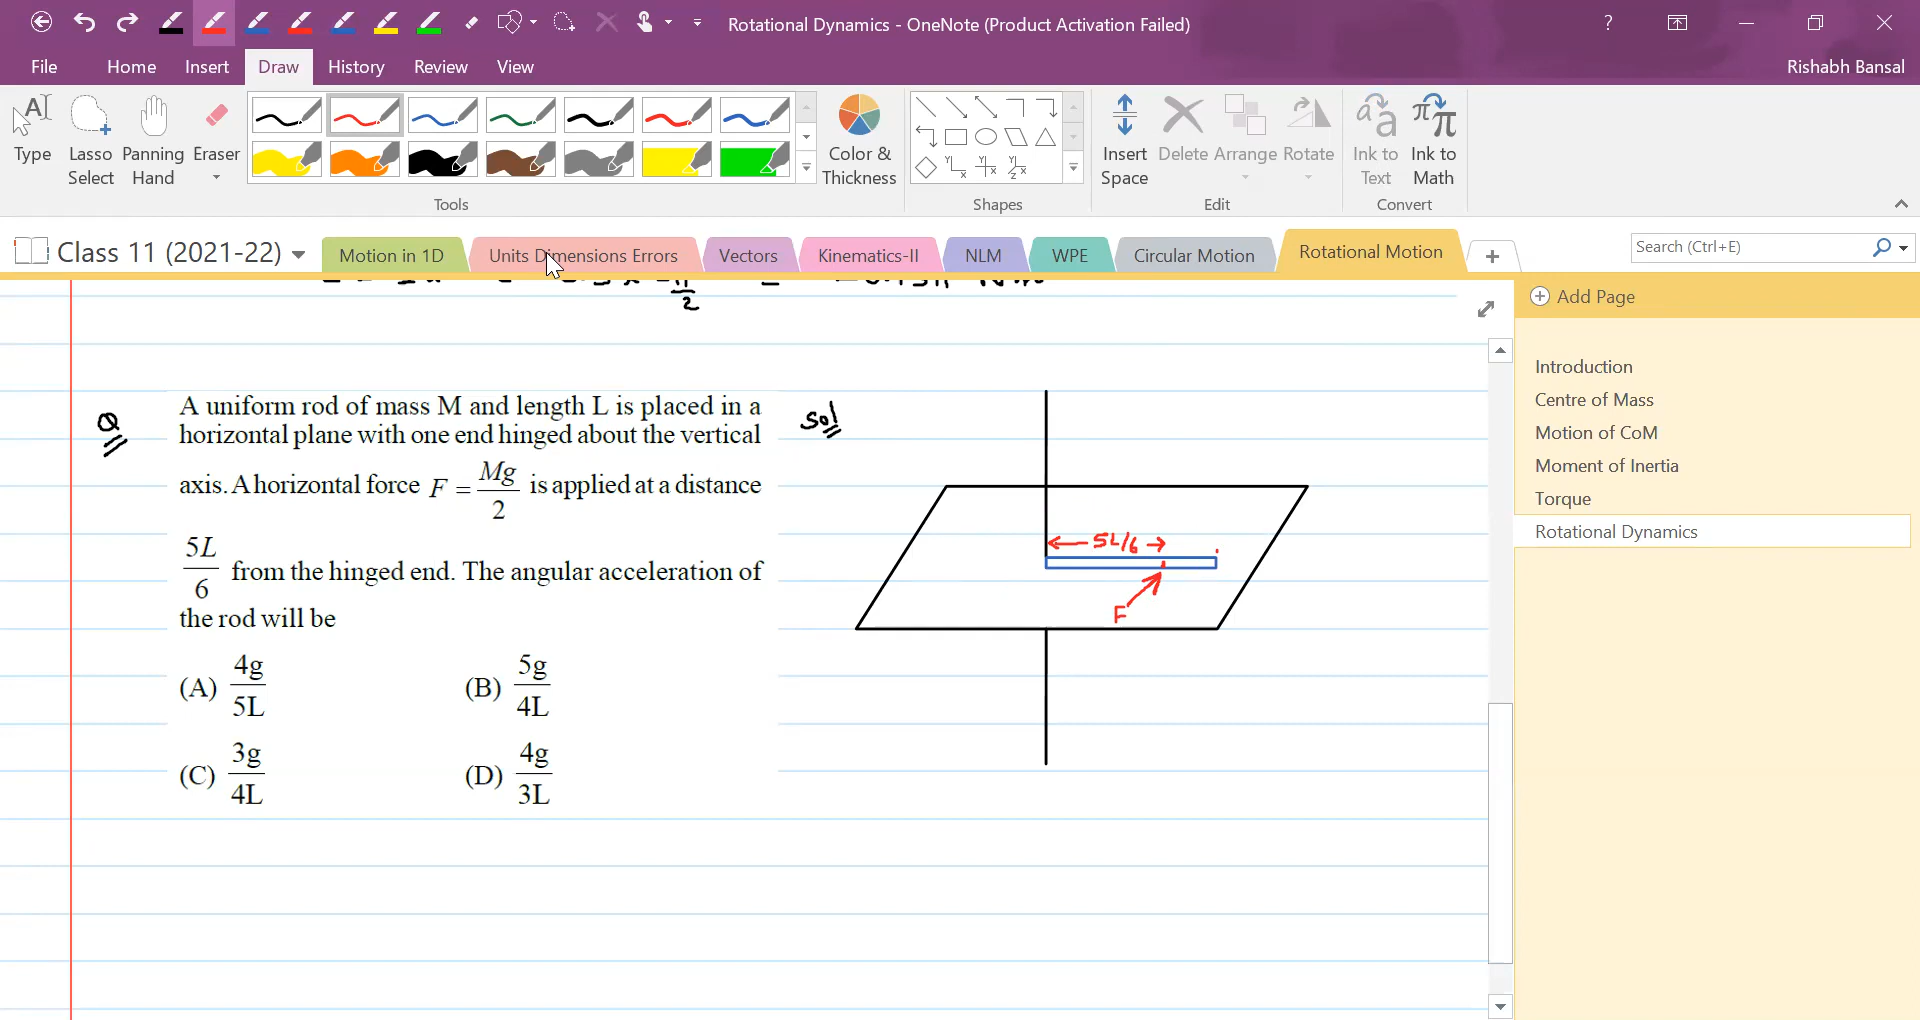 Rotational Dynamics - OneNote (Product Activation Failed)
?
File Home Insert Draw History Review View
Rishabh Bansal
Type
Lasso Select
Panning Hand
Eraser
Color & Thickness
Insert Space
Delete
Arrange
Rotate
Ink to Text
Ink to Math
Tools
Shapes
Edit
Convert
Class 11 (2021-22)
Motion in 1D
Units Dimensions Errors
Vectors
Kinematics-II
NLM
WPE
Circular Motion
Rotational Motion
Search (Ctrl+E)
Add Page
Introduction
Centre of Mass
Motion of CoM
Moment of Inertia
Torque
Rotational Dynamics
Q
A uniform rod of mass M and length L is placed in a
horizontal plane with one end hinged about the vertical
axis. A horizontal force F = Mg/2 is applied at a distance
5L/6 from the hinged end. The angular acceleration of
the rod will be
(A) 4g/5L (B) 5g/4L
(C) 3g/4L (D) 4g/3L
Sol
5L/6
F